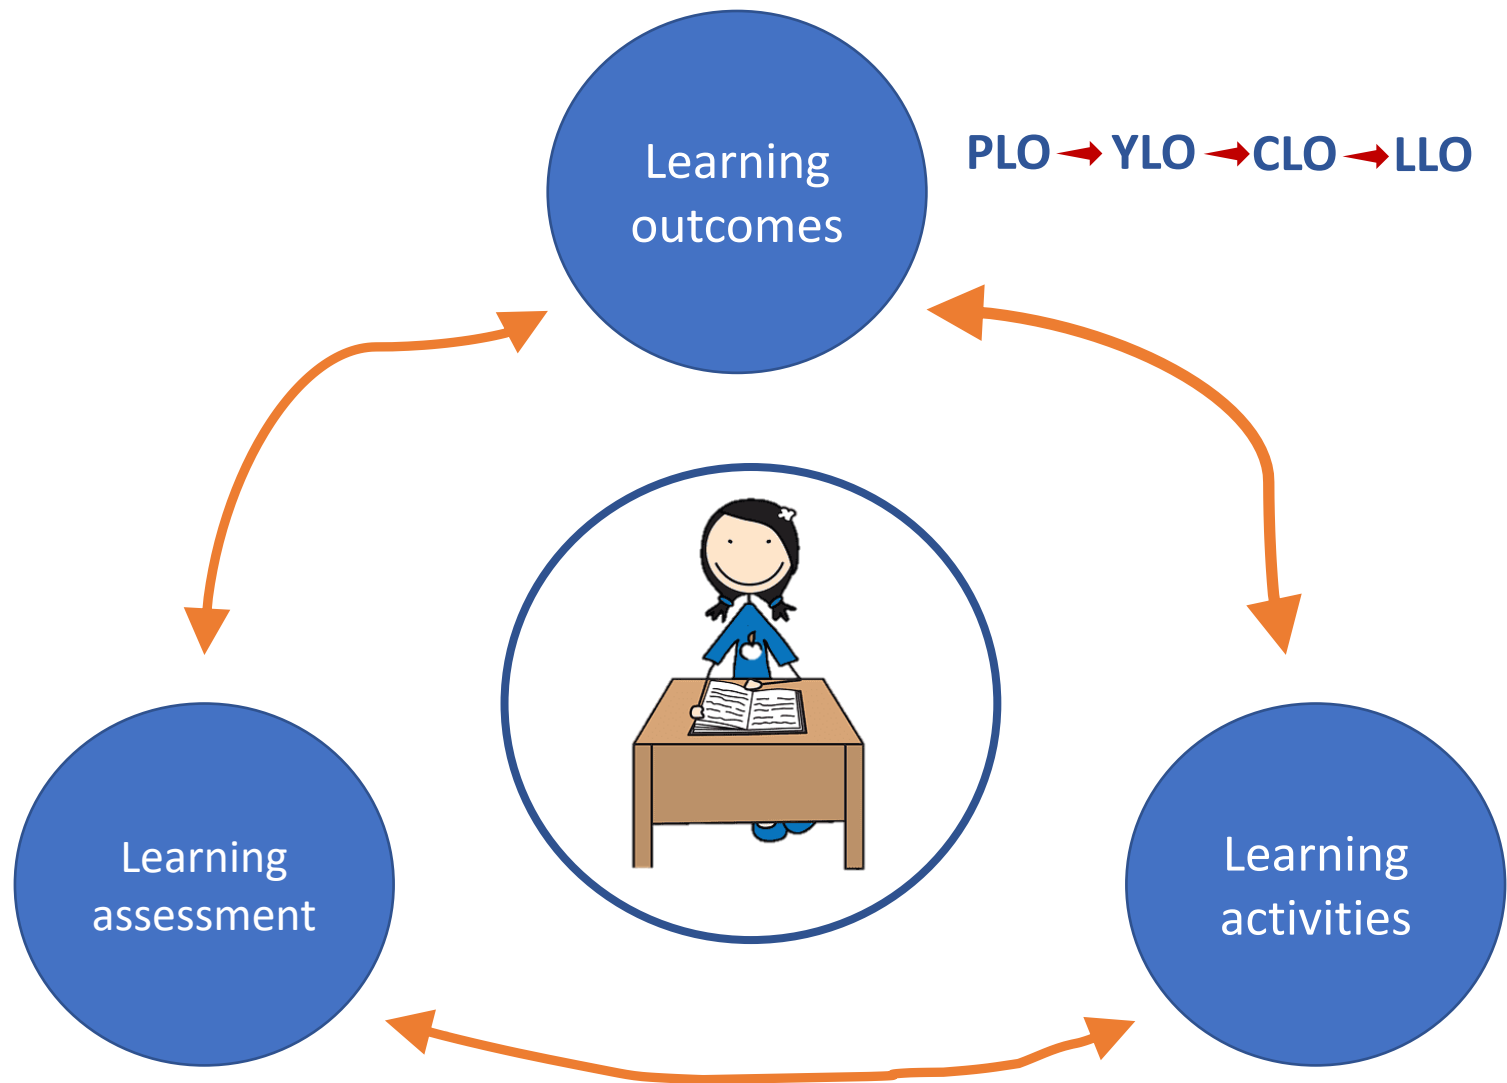 Learning
outcomes
PLO YLO CLO LLO
Learning
assessment
Learning
activities